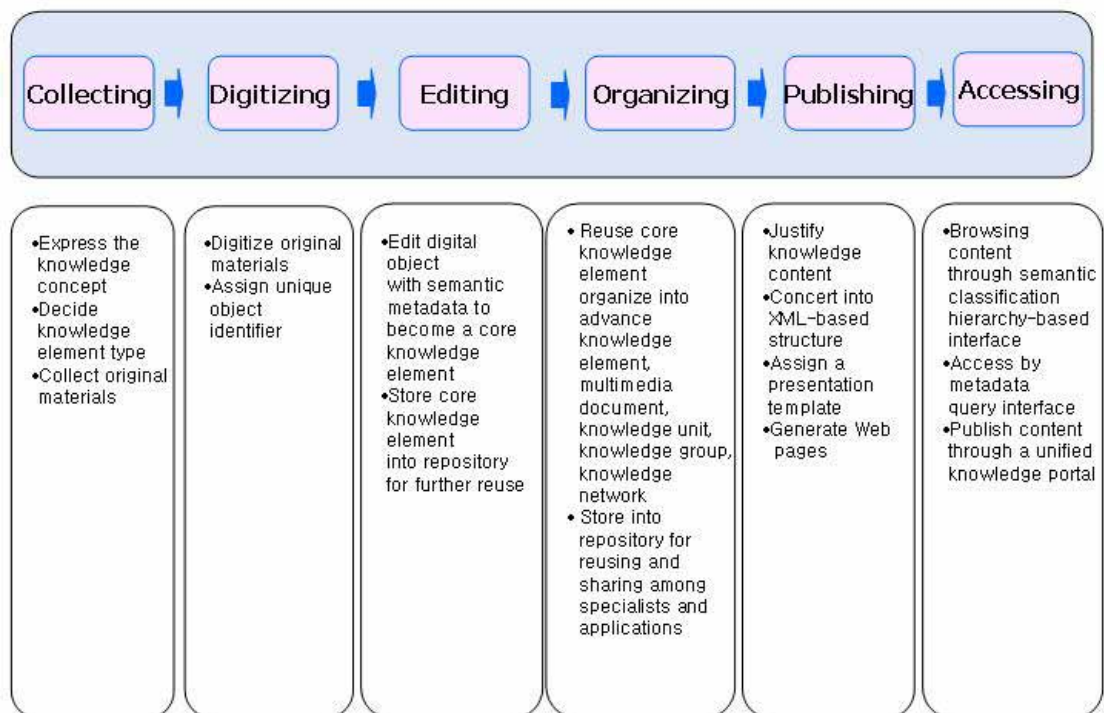 Collecting
Digitizing
Editing
Organizing
Publishing
Accessing
•Express the
knowledge
concept
•Decide
knowledge
element type
•Collect original
materials
•Digitize original
materials
•Assign unique
object
identifier
•Edit digital
object
with semantic
metadata to
become a core
knowledge
element
•Store core
knowledge
element
into repository
for further reuse
• Reuse core
knowledge
element
organize into
advance
knowledge
element,
multimedia
document,
knowledge unit,
knowledge group,
knowledge
network
• Store into
repository for
reusing and
sharing among
specialists and
applications
•Justify
knowledge
content
•Concert into
XML-based
structure
•Assign a
presentation
template
•Generate Web
pages
•Browsing
content
through semantic
classification
hierarchy-based
interface
•Access by
metadata
query interface
•Publish content
through a unified
knowledge portal